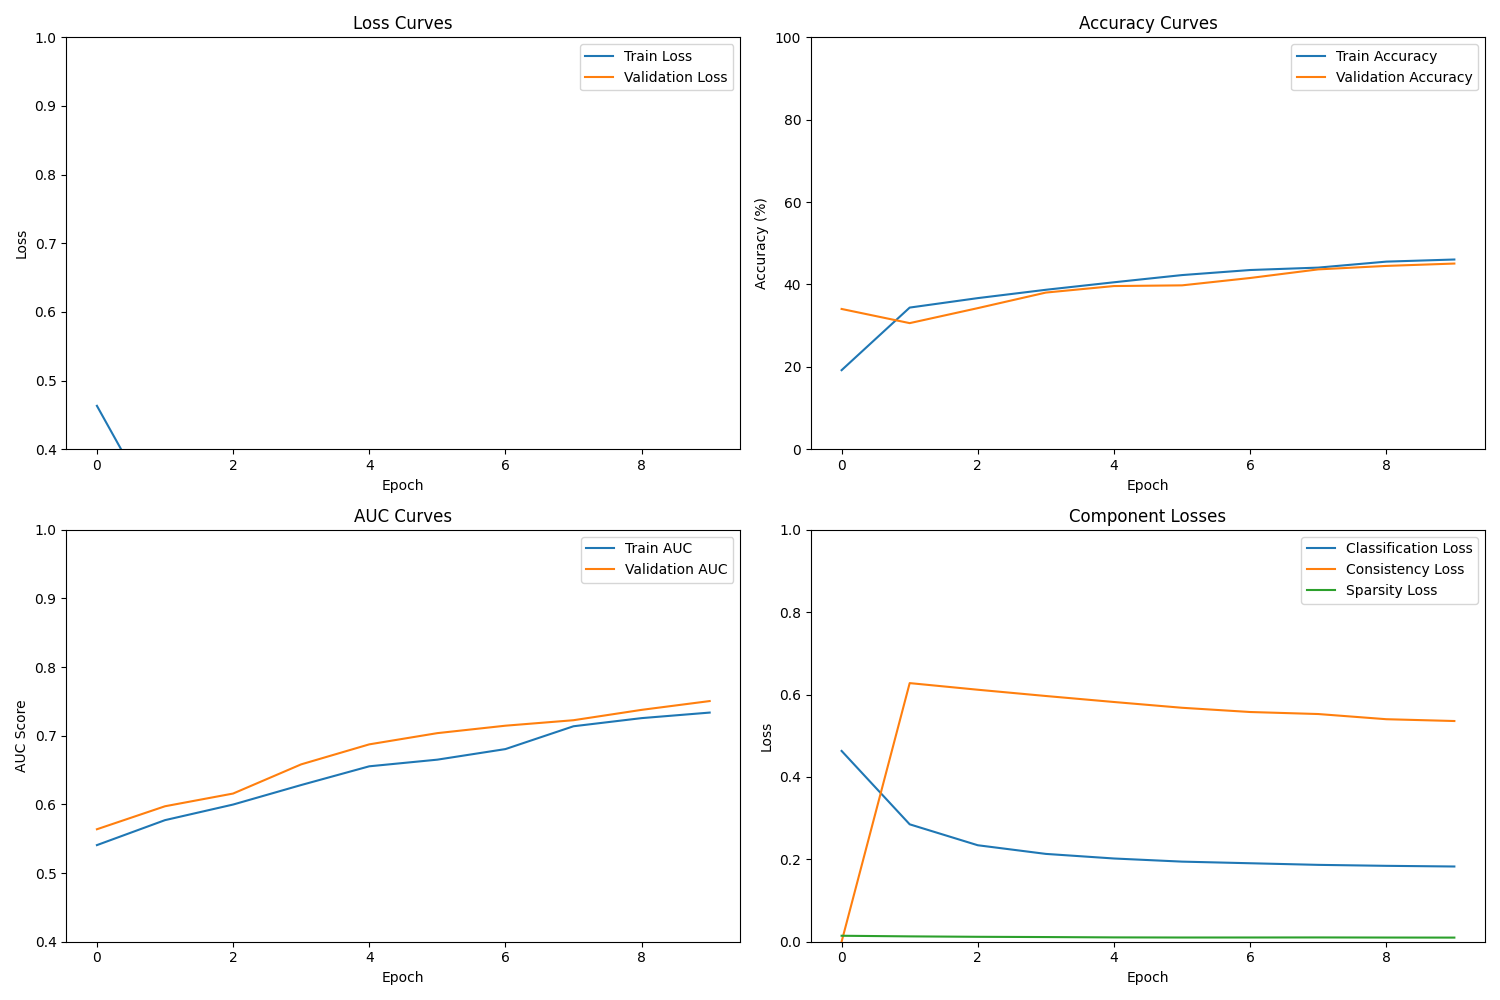 Loss Curves
1.0
0.9
0.8
0.7
0.6
0.5
0.4
Loss
Train Loss
Validation Loss
0 2 4 6 8
Epoch
Accuracy Curves
100
80
60
40
20
0
Accuracy (%)
Train Accuracy
Validation Accuracy
0 2 4 6 8
Epoch
AUC Curves
1.0
0.9
0.8
0.7
0.6
0.5
0.4
AUC Score
Train AUC
Validation AUC
0 2 4 6 8
Epoch
Component Losses
1.0
0.8
0.6
0.4
0.2
0.0
Loss
Classification Loss
Consistency Loss
Sparsity Loss
0 2 4 6 8
Epoch